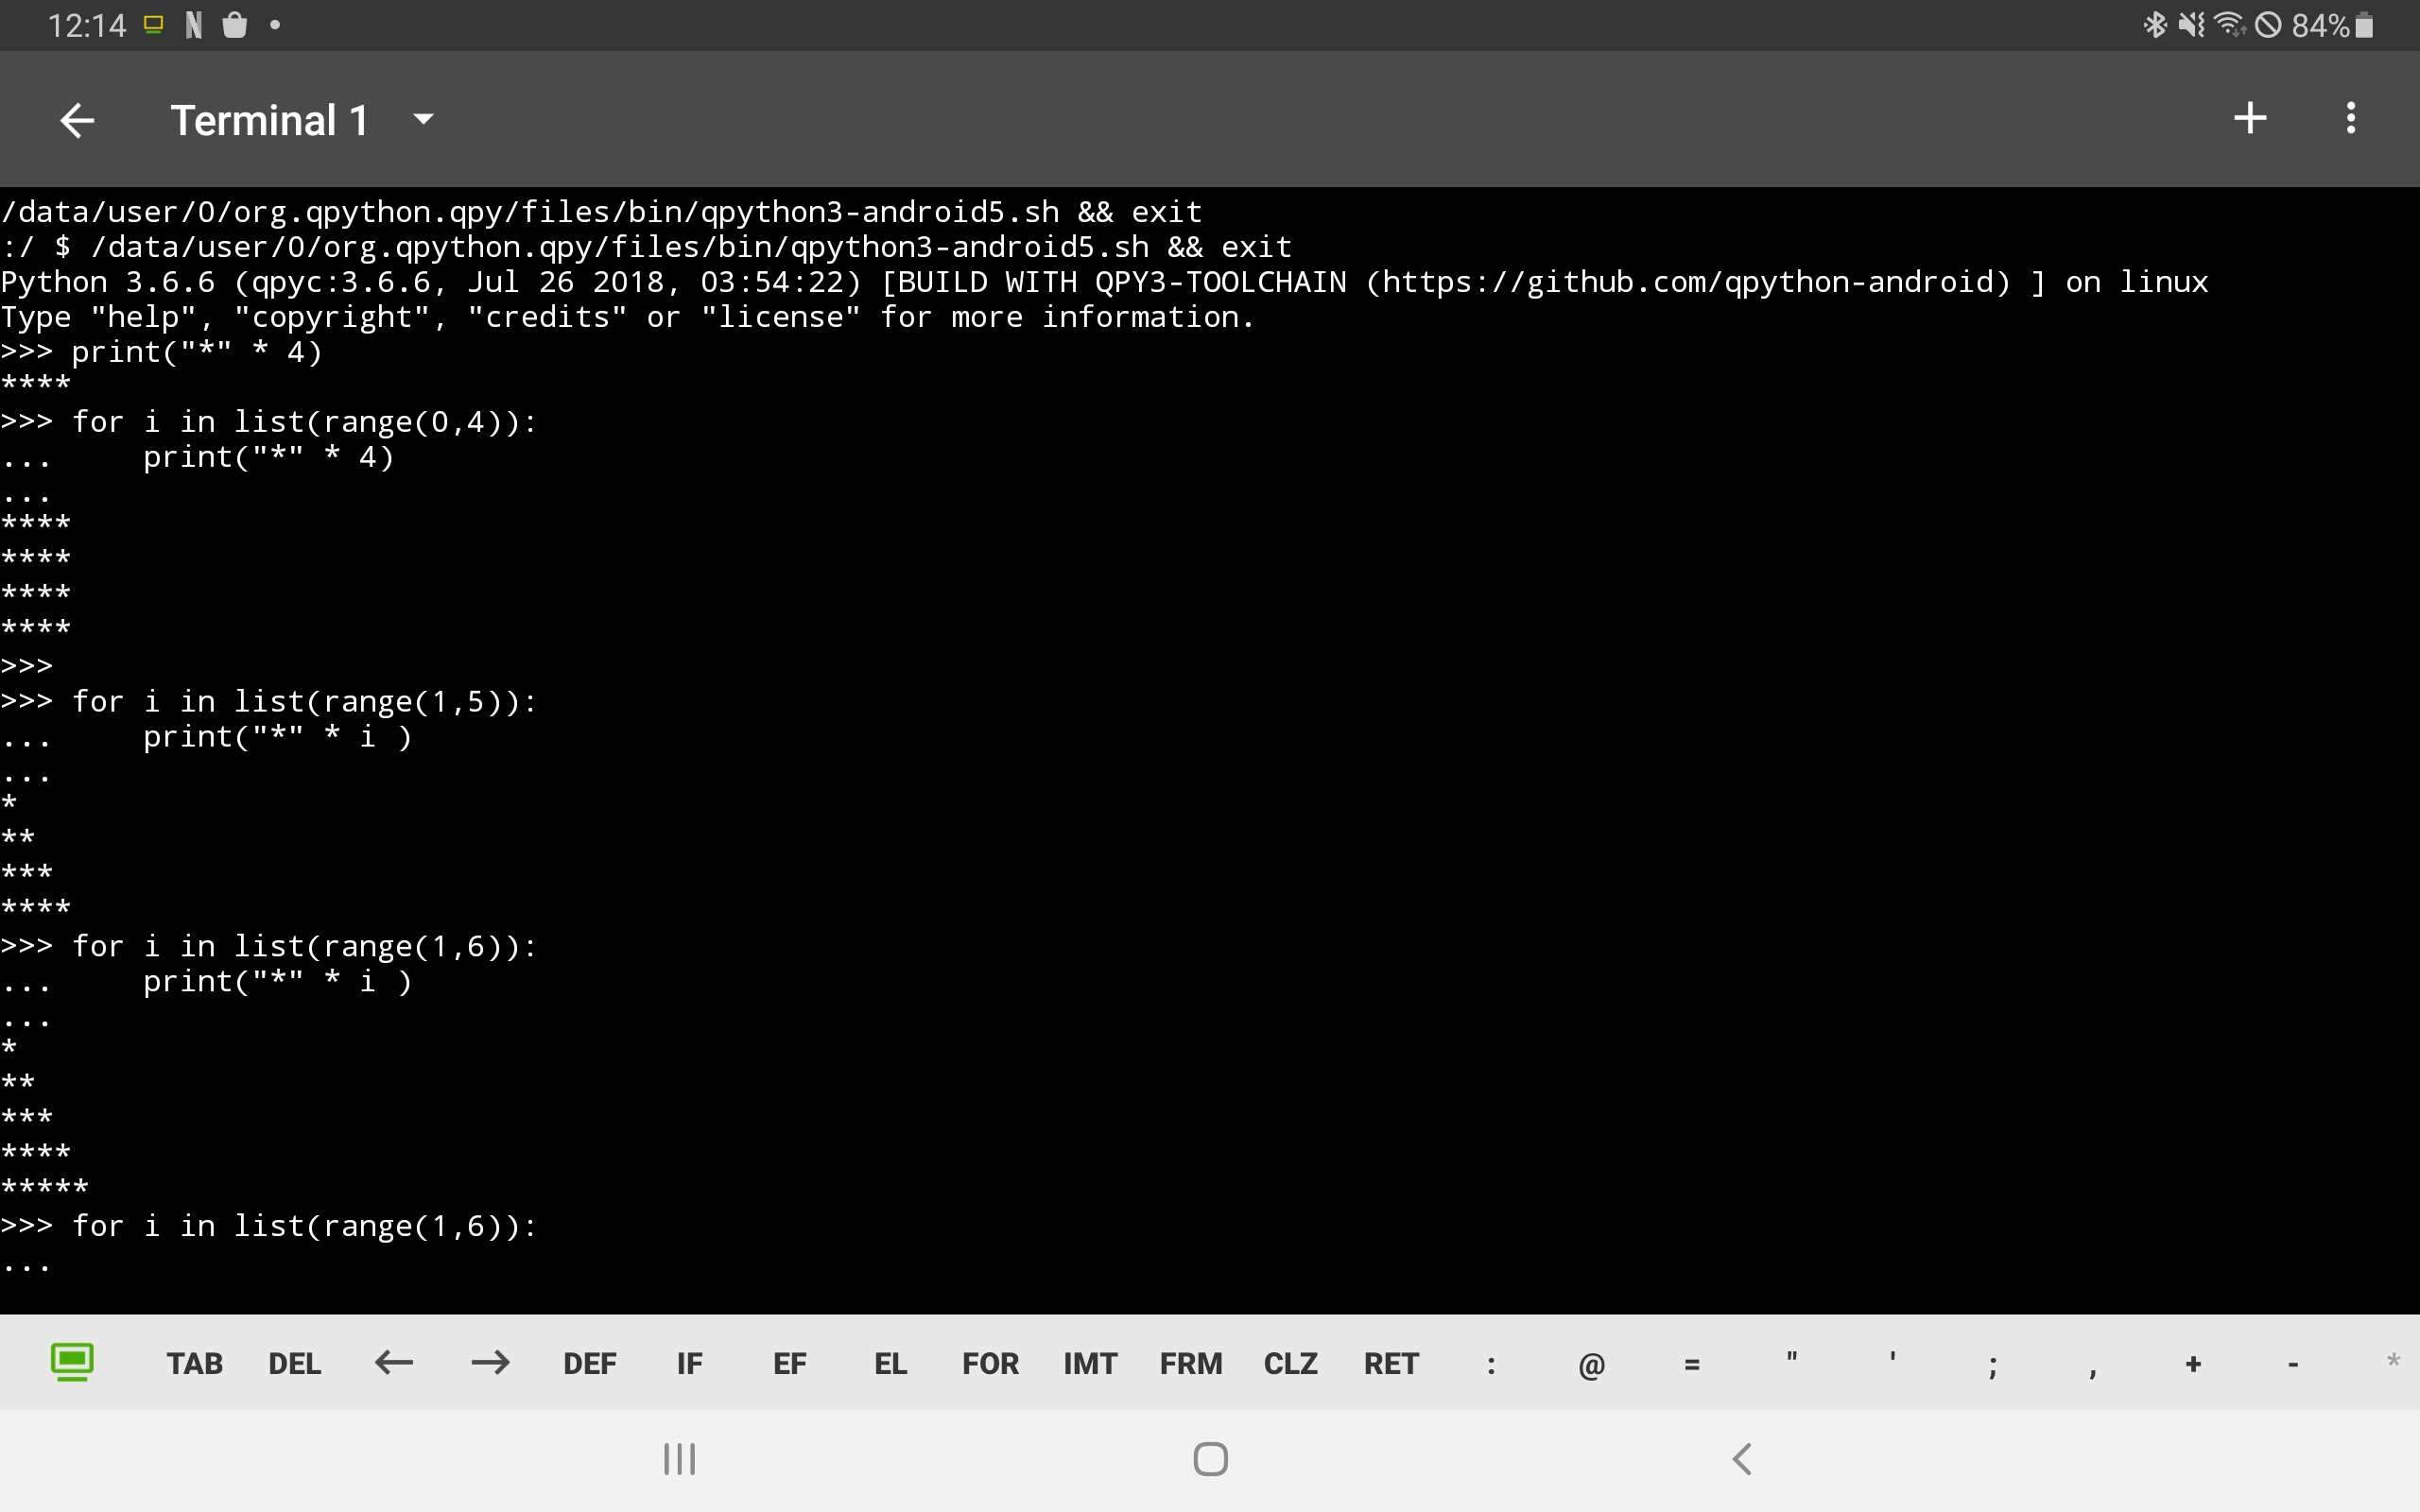 12:14
84%
Terminal 1
/data/user/0/org.qpython.qpy/files/bin/qpython3-android5.sh && exit
:/ $ /data/user/0/org.qpython.qpy/files/bin/qpython3-android5.sh && exit
Python 3.6.6 (qpyc:3.6.6, Jul 26 2018, 03:54:22) [BUILD WITH QPY3-TOOLCHAIN (https://github.com/qpython-android) ] on linux
Type "help", "copyright", "credits" or "license" for more information.
>>> print("*" * 4)
****
>>> for i in list(range(0,4)):
...     print("*" * 4)
...
****
****
****
****
>>>
>>> for i in list(range(1,5)):
...     print("*" * i )
...
*
**
***
****
>>> for i in list(range(1,6)):
...     print("*" * i )
...
*
**
***
****
*****
>>> for i in list(range(1,6)):
...
TAB DEL ← → DEF IF EF EL FOR IMT FRM CLZ RET : @ = " ' ; , + - *